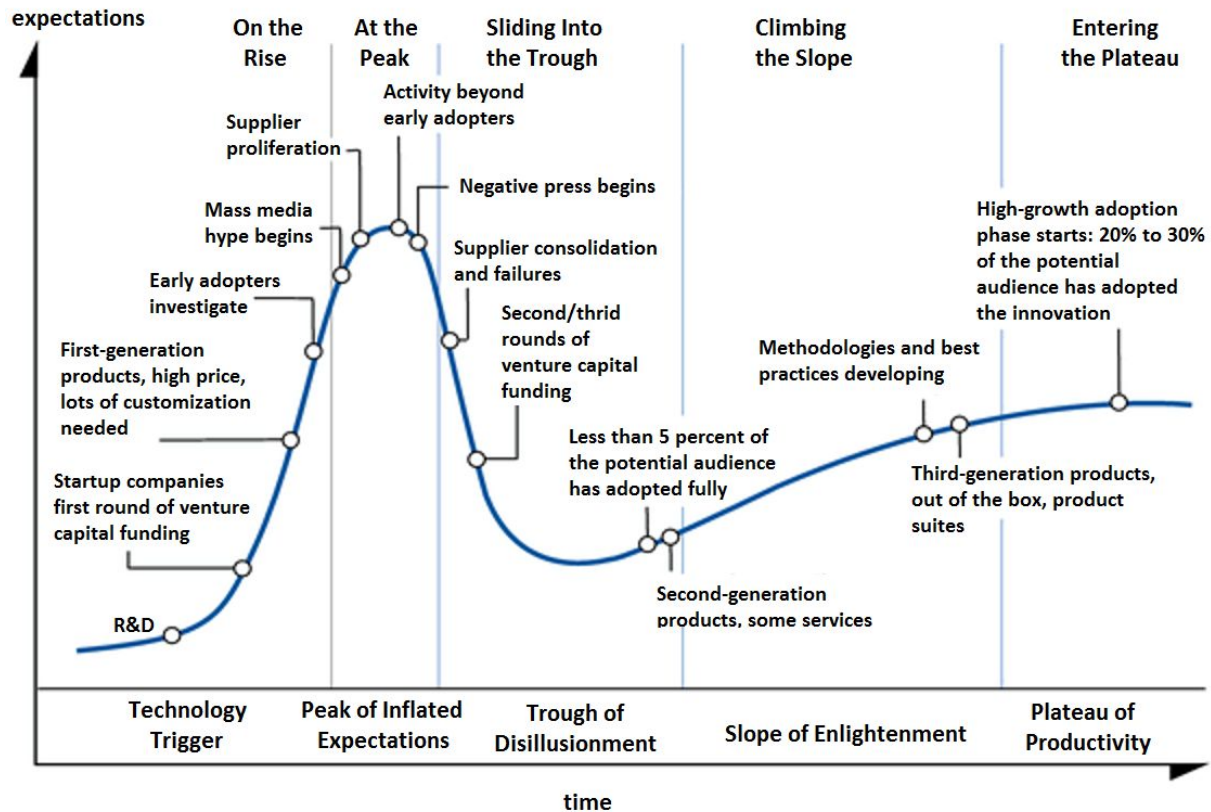 expectations
On the
Rise
At the
Peak
Sliding Into
the Trough
Climbing
the Slope
Entering
the Plateau
Activity beyond
early adopters
Supplier
proliferation
Negative press begins
Mass media
hype begins
Supplier consolidation
and failures
Early adopters
investigate
Second/thrid
rounds of
venture capital
funding
First-generation
products, high price,
lots of customization
needed
Startup companies
first round of venture
capital funding
R&D
Less than 5 percent of
the potential audience
has adopted fully
Second-generation
products, some services
Methodologies and best
practices developing
Third-generation products,
out of the box, product
suites
High-growth adoption
phase starts: 20% to 30%
of the potential
audience has adopted
the innovation
Technology
Trigger
Peak of Inflated
Expectations
Trough of
Disillusionment
Slope of Enlightenment
Plateau of
Productivity
time